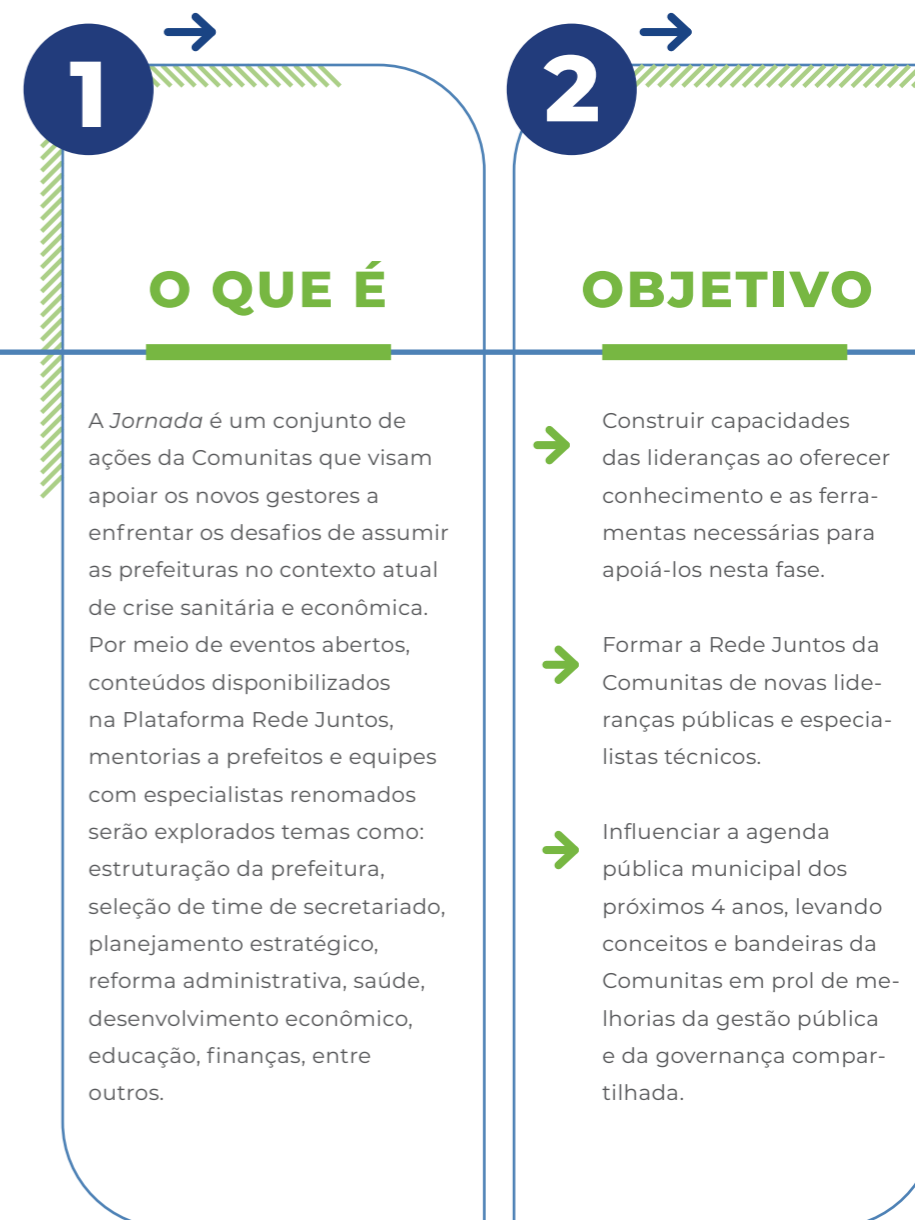 1
O QUE É
A Jornada é um conjunto de
ações da Comunitas que visam
apoiar os novos gestores a
enfrentar os desafios de assumir
as prefeituras no contexto atual
de crise sanitária e econômica.
Por meio de eventos abertos,
conteúdos disponibilizados
na Plataforma Rede Juntos,
mentorias a prefeitos e equipes
com especialistas renomados
serão explorados temas como:
estruturação da prefeitura,
seleção de time de secretariado,
planejamento estratégico,
reforma administrativa, saúde,
desenvolvimento econômico,
educação, finanças, entre
outros.
2
OBJETIVO
Construir capacidades
das lideranças ao oferecer
conhecimento e as ferra-
mentas necessárias para
apoiá-los nesta fase.
Formar a Rede Juntos da
Comunitas de novas lide-
ranças públicas e especia-
listas técnicos.
Influenciar a agenda
pública municipal dos
próximos 4 anos, levando
conceitos e bandeiras da
Comunitas em prol de me-
lhorias da gestão pública
e da governança compar-
tilhada.